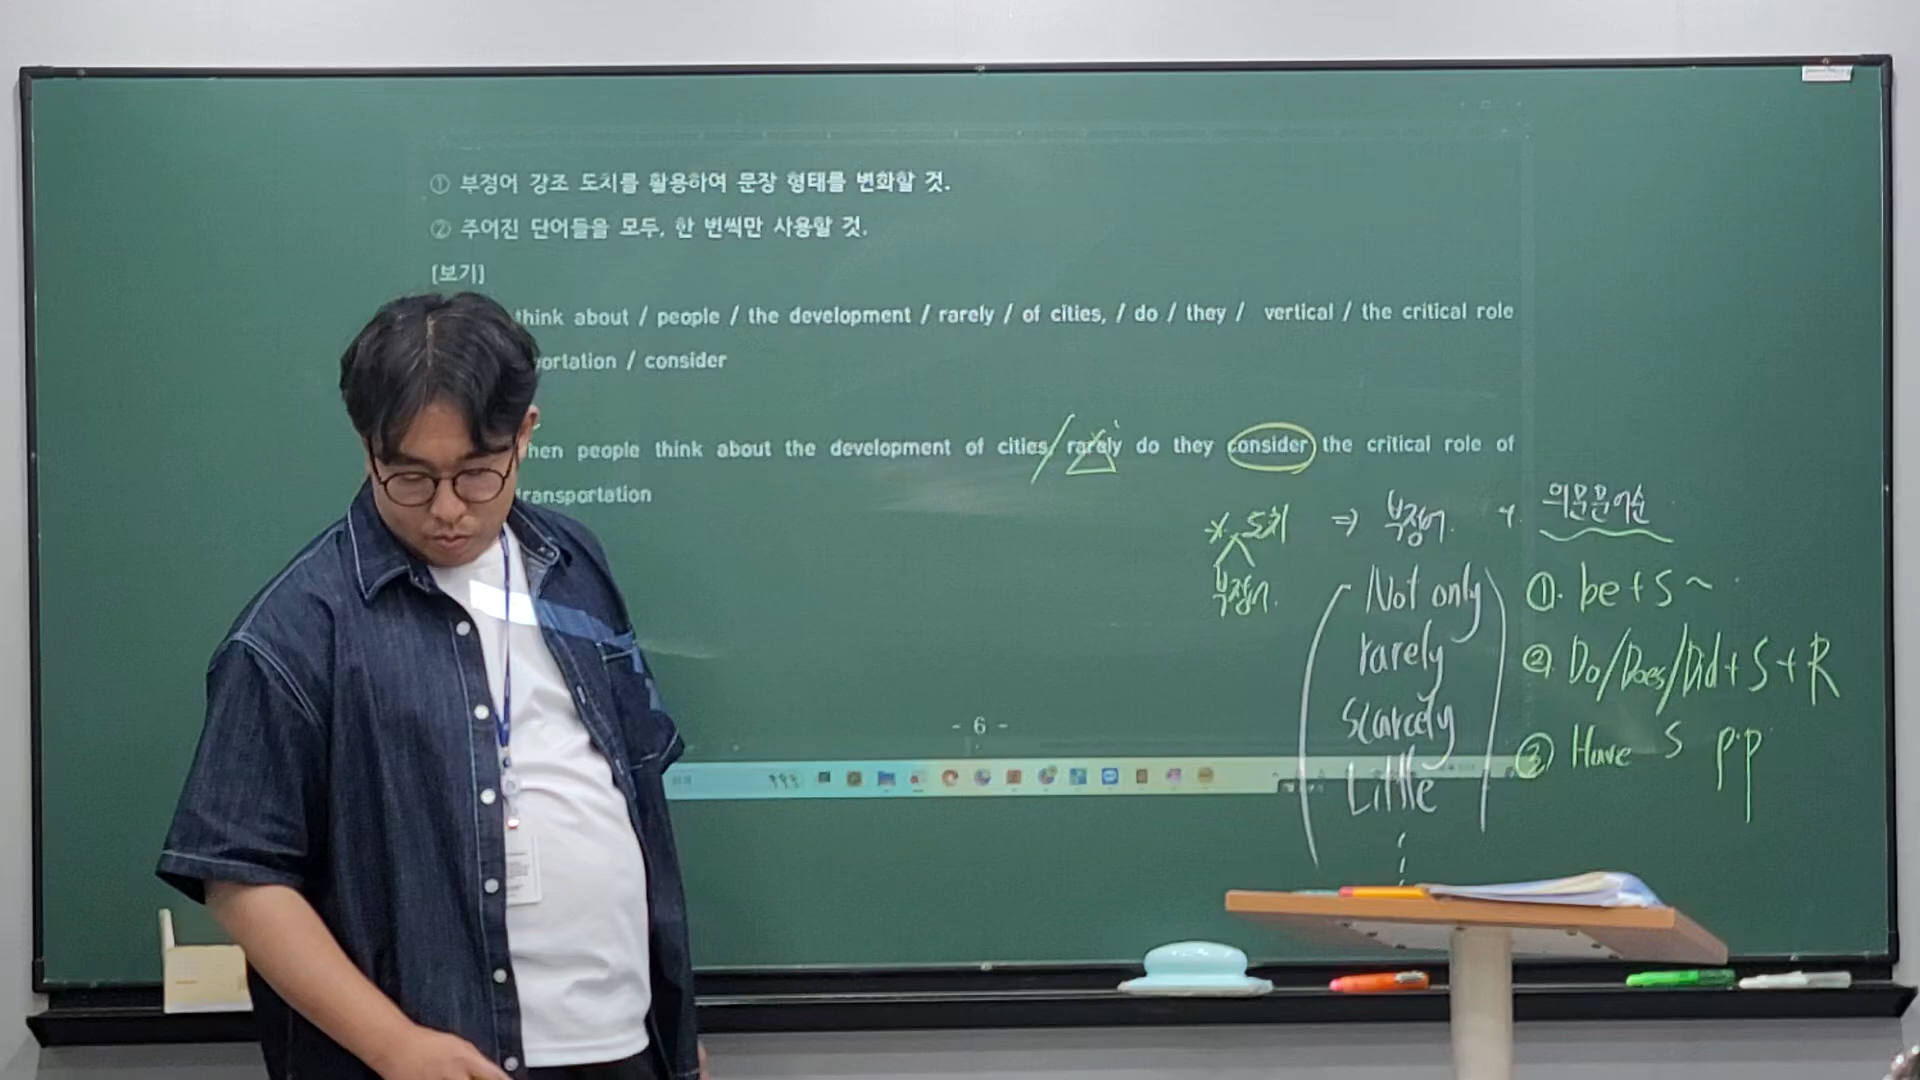 ① 부정어 강조 도치를 활용하여 문장 형태를 변화할 것.
② 주어진 단어들을 모두, 한 번씩만 사용할 것.
[보기]
think about / people / the development / rarely / of cities, / do / they / vertical / the critical role
portation / consider
hen people think about the development of cities, rarely do they consider the critical role of
transportation
* 도치 ⇒ 부정어 + 의문문어순
부정어.
Not only
rarely
Scarcely
Little
①. be + S ~
②. Do/Does/Did + S + R
③ Have S p.p
- 6 -